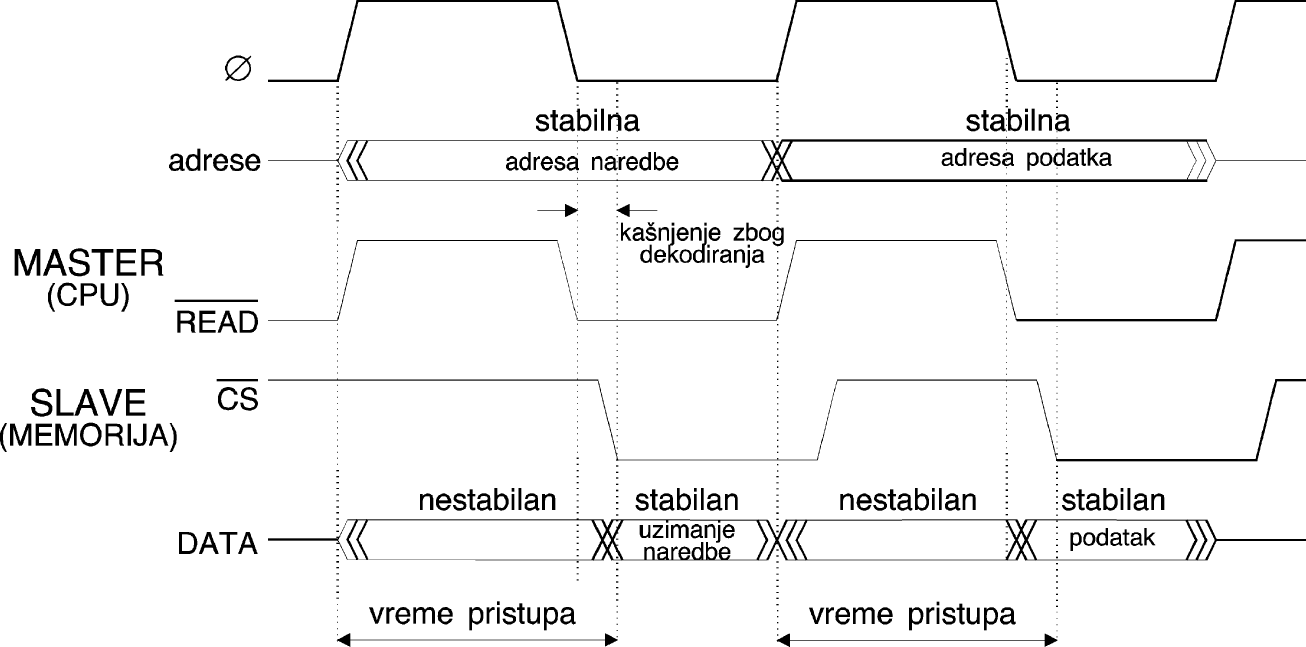 Ø
stabilna
stabilna
adrese
adresa naredbe
adresa podatka
kašnjenje zbog
dekodiranja
MASTER
(CPU)
READ
SLAVE
(MEMORIJA)
CS
nestabilan
stabilan
nestabilan
stabilan
DATA
uzimanje
naredbe
podatak
vreme pristupa
vreme pristupa